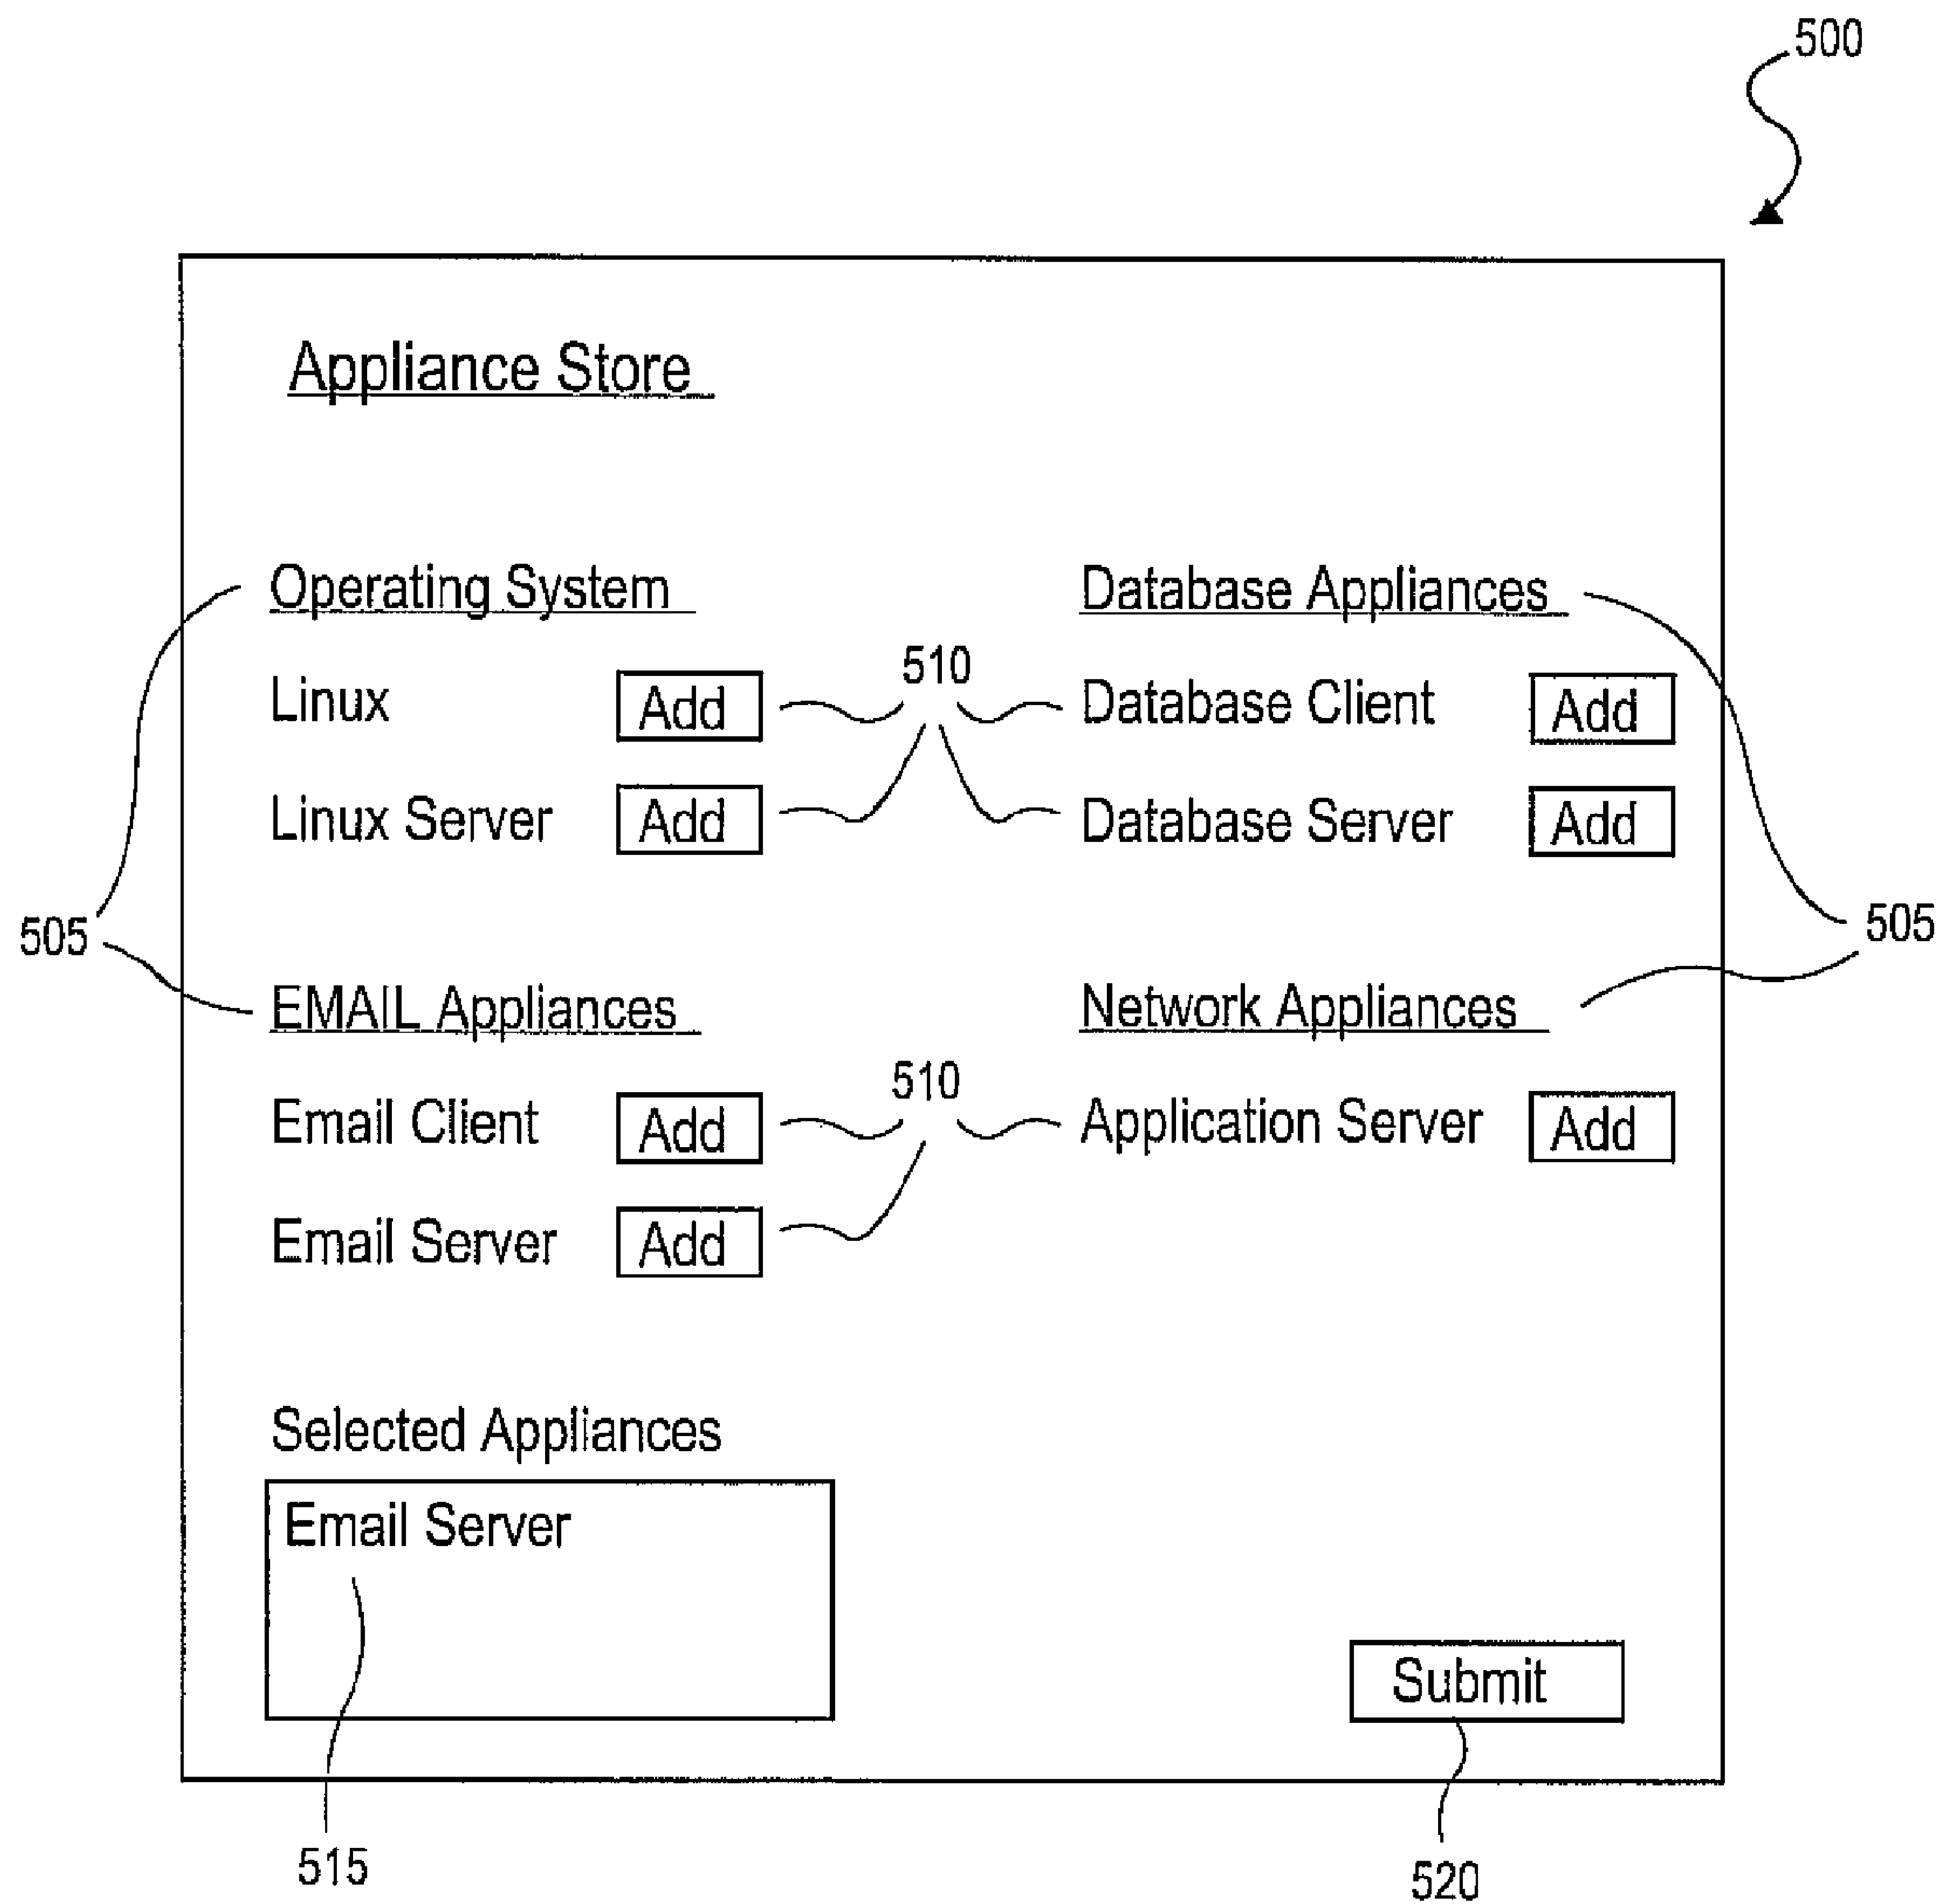 500
Appliance Store
Operating System
Database Appliances
510
Linux
Add
Database Client
Add
Linux Server
Add
Database Server
Add
505
505
EMAIL Appliances
Network Appliances
510
Email Client
Add
Application Server
Add
Email Server
Add
Selected Appliances
Email Server
Submit
515
520